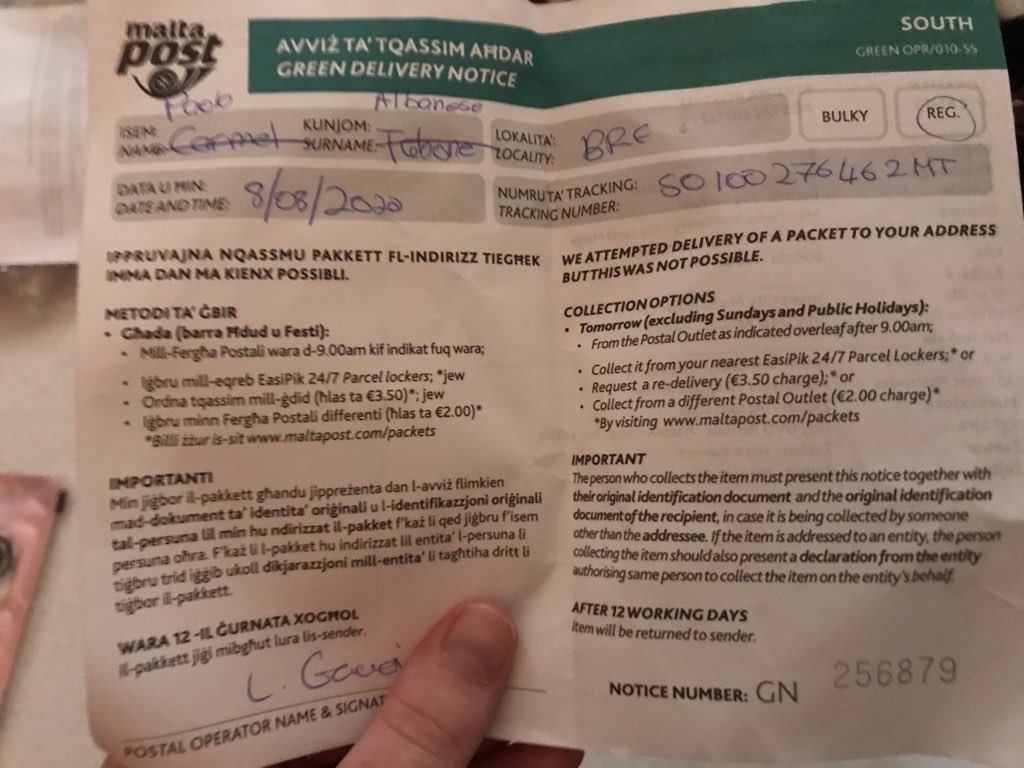 malta post
AVVIŻ TA' TQASSIM AĦDAR
GREEN DELIVERY NOTICE
SOUTH
GREEN OPR/010-SS
Paolo Albanese
ISEM: KUNJOM:
NAME: Carmel SURNAME: Tabone
LOKALITA':
LOCALITY: BRE
BULKY
REG.
DATA U ĦIN:
DATE AND TIME: 8/08/2020
NUMRU TA' TRACKING:
TRACKING NUMBER: SO100276462MT
IPPRUVAJNA NQASSMU PAKKETT FL-INDIRIZZ TIEGĦEK
IMMA DAN MA KIENX POSSIBLI.
METODI TA' ĠBIR
• Għada (barra Ħdud u Festi):
• Mill-Fergħa Postali wara d-9.00am kif indikat fuq wara;
• Iġbru mill-eqreb EasiPik 24/7 Parcel lockers; *jew
• Ordna tqassim mill-ġdid (ħlas ta €3.50)*; jew
• Iġbru minn Fergħa Postali differenti (ħlas ta €2.00)*
*Billi żżur is-sit www.maltapost.com/packets
IMPORTANTI
Min jiġbor il-pakkett għandu jippreżenta dan l-avviż flimkien
mad-dokument ta' identita' oriġinali u l-identifikazzjoni oriġinali
tal-persuna lil min hu ndirizzat il-pakket f'każ li qed jiġbru f'isem
persuna oħra. F'każ li l-pakket hu indirizzat lil entita' l-persuna li
tiġbru trid iġġib ukoll dikjarazzjoni mill-entita' li tagħtiha dritt li
tiġbor il-pakkett.
WARA 12 -IL ĠURNATA XOGĦOL
Il-pakkett jiġi mibgħut lura lis-sender.
L.
POSTAL OPERATOR NAME & SIGNAT
WE ATTEMPTED DELIVERY OF A PACKET TO YOUR ADDRESS
BUT THIS WAS NOT POSSIBLE.
COLLECTION OPTIONS
• Tomorrow (excluding Sundays and Public Holidays):
• From the Postal Outlet as indicated overleaf after 9.00am;
• Collect it from your nearest EasiPik 24/7 Parcel Lockers;* or
• Request a re-delivery (€3.50 charge);* or
• Collect from a different Postal Outlet (€2.00 charge)*
*By visiting www.maltapost.com/packets
IMPORTANT
The person who collects the item must present this notice together with
their original identification document and the original identification
document of the recipient, in case it is being collected by someone
other than the addressee. If the item is addressed to an entity, the person
collecting the item should also present a declaration from the entity
authorising same person to collect the item on the entity's behalf.
AFTER 12 WORKING DAYS
Item will be returned to sender.
NOTICE NUMBER: GN 256879